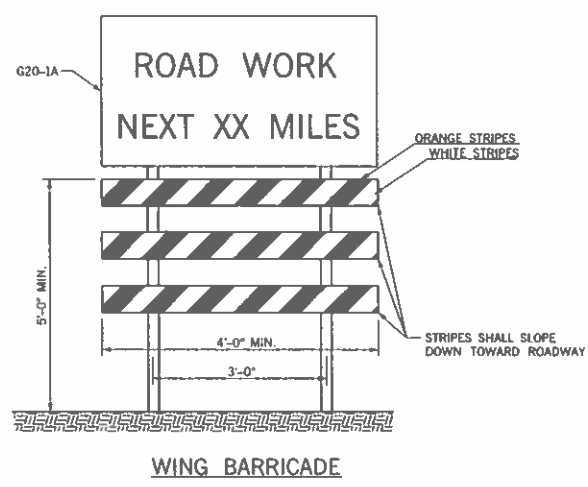 ROAD WORK
NEXT XX MILES
G20-1A
ORANGE STRIPES
WHITE STRIPES
5'-0" MIN.
4'-0" MIN.
3'-0"
STRIPES SHALL SLOPE
DOWN TOWARD ROADWAY
WING BARRICADE